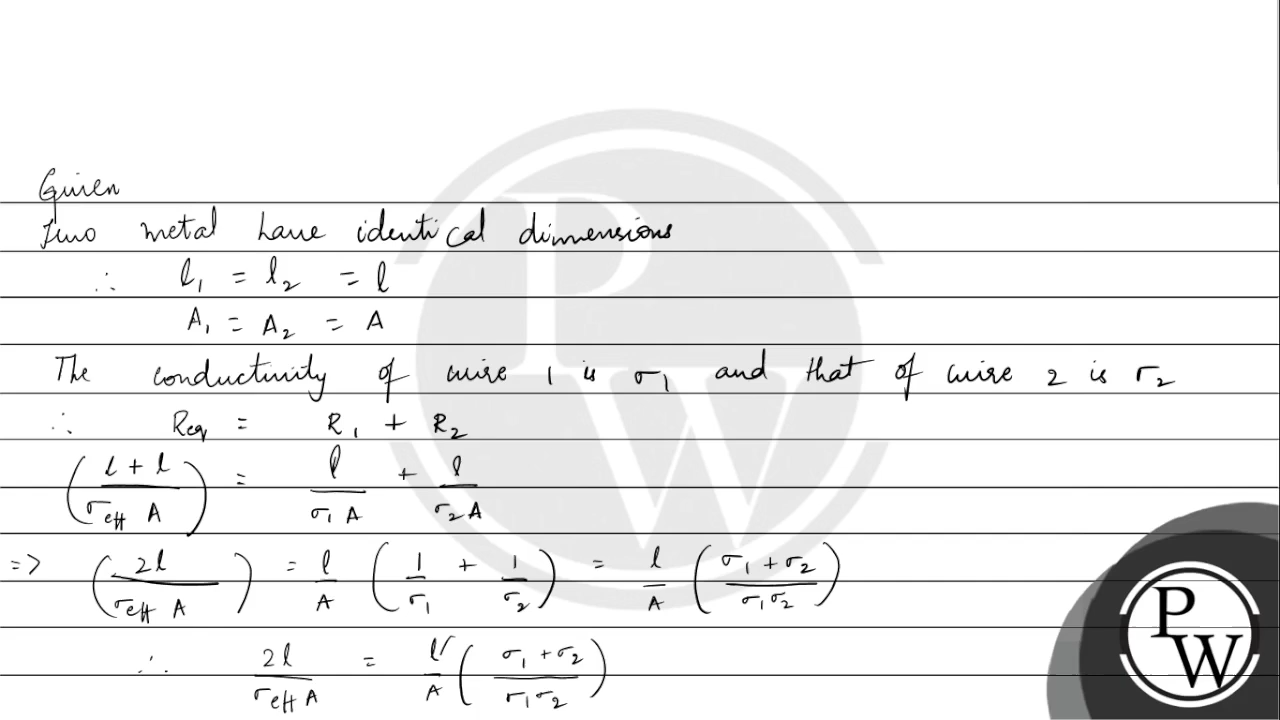 Given
Two metal have identical dimensions
∴ l₁ = l₂ = l
A₁ = A₂ = A
The conductivity of wire 1 is σ₁ and that of wire 2 is σ₂
∴ Req = R₁ + R₂
((l + l)/(σeff A)) = l/(σ₁ A) + l/(σ₂ A)
=> (2l/(σeff A)) = l/A (1/σ₁ + 1/σ₂) = l/A ((σ₁ + σ₂)/(σ₁σ₂))
∴ 2l/(σeff A) = l/A ((σ₁ + σ₂)/(σ₁σ₂))
PW
PW